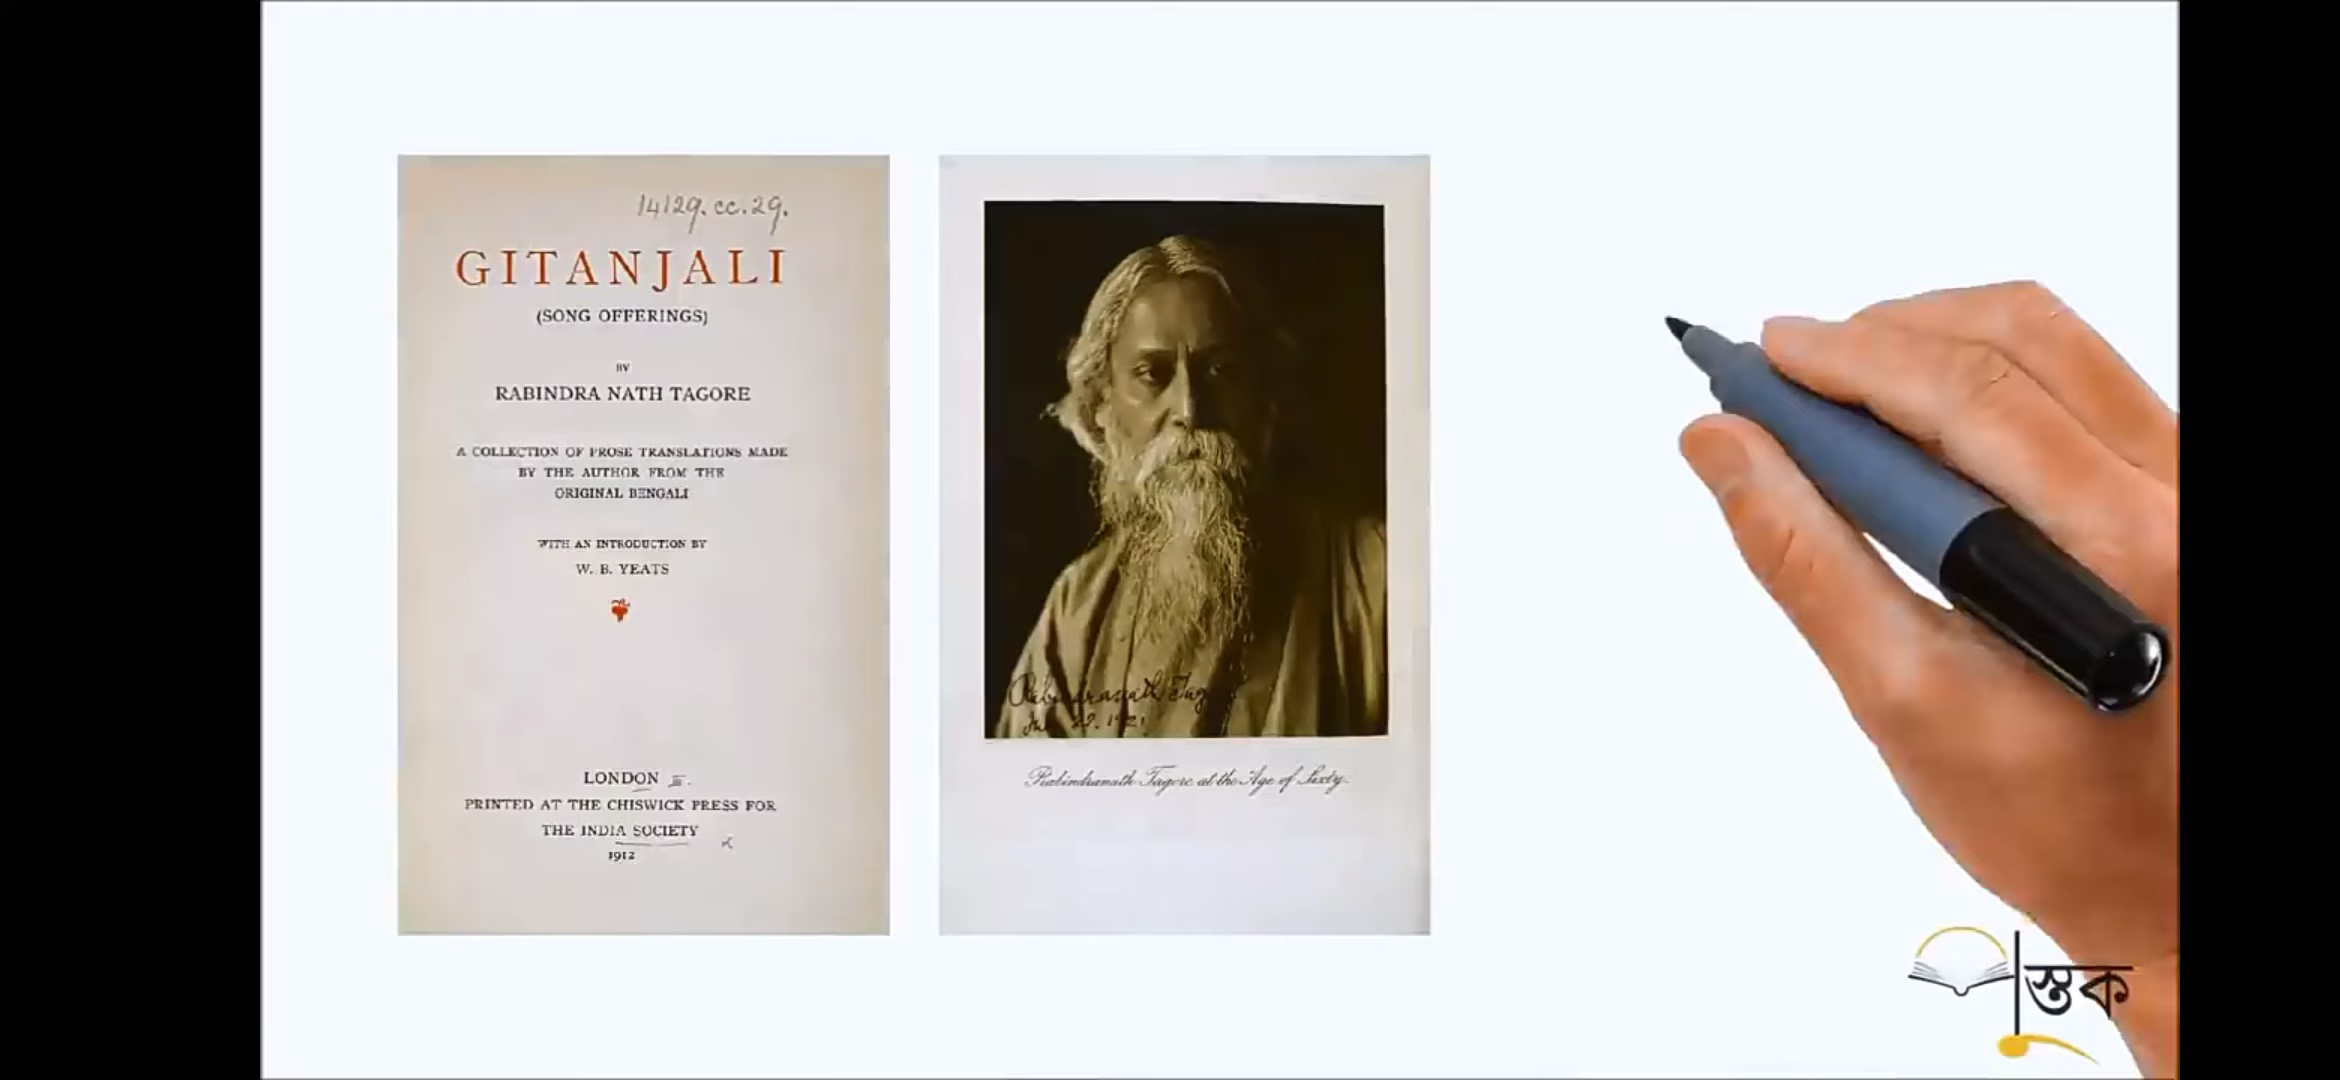 14129.cc.29.
GITANJALI
(SONG OFFERINGS)
BY
RABINDRA NATH TAGORE
A COLLECTION OF PROSE TRANSLATIONS MADE
BY THE AUTHOR FROM THE
ORIGINAL BENGALI
WITH AN INTRODUCTION BY
W. B. YEATS
LONDON
PRINTED AT THE CHISWICK PRESS FOR
THE INDIA SOCIETY
1912
Rabindranath Tagore at the Age of Sixty.
স্তক